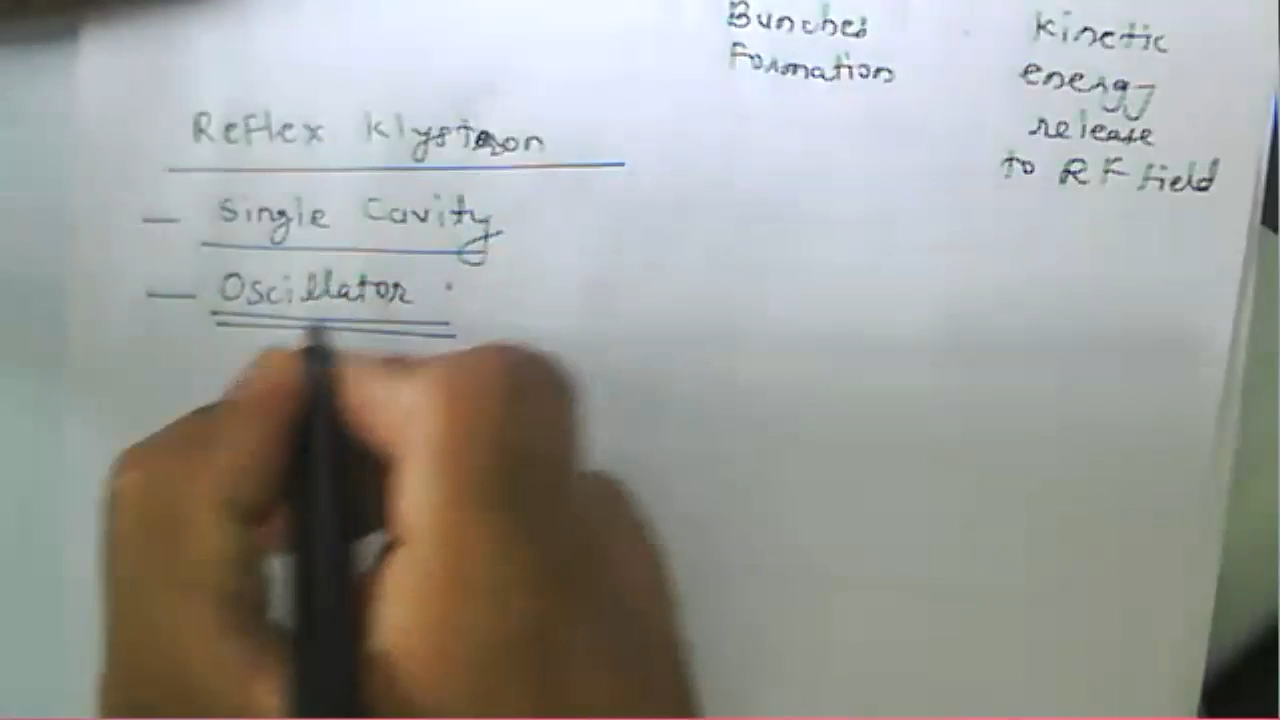 Bunches
Formation
Kinetic
energy
release
to RF field
Reflex Klystron
— Single Cavity
— Oscillator